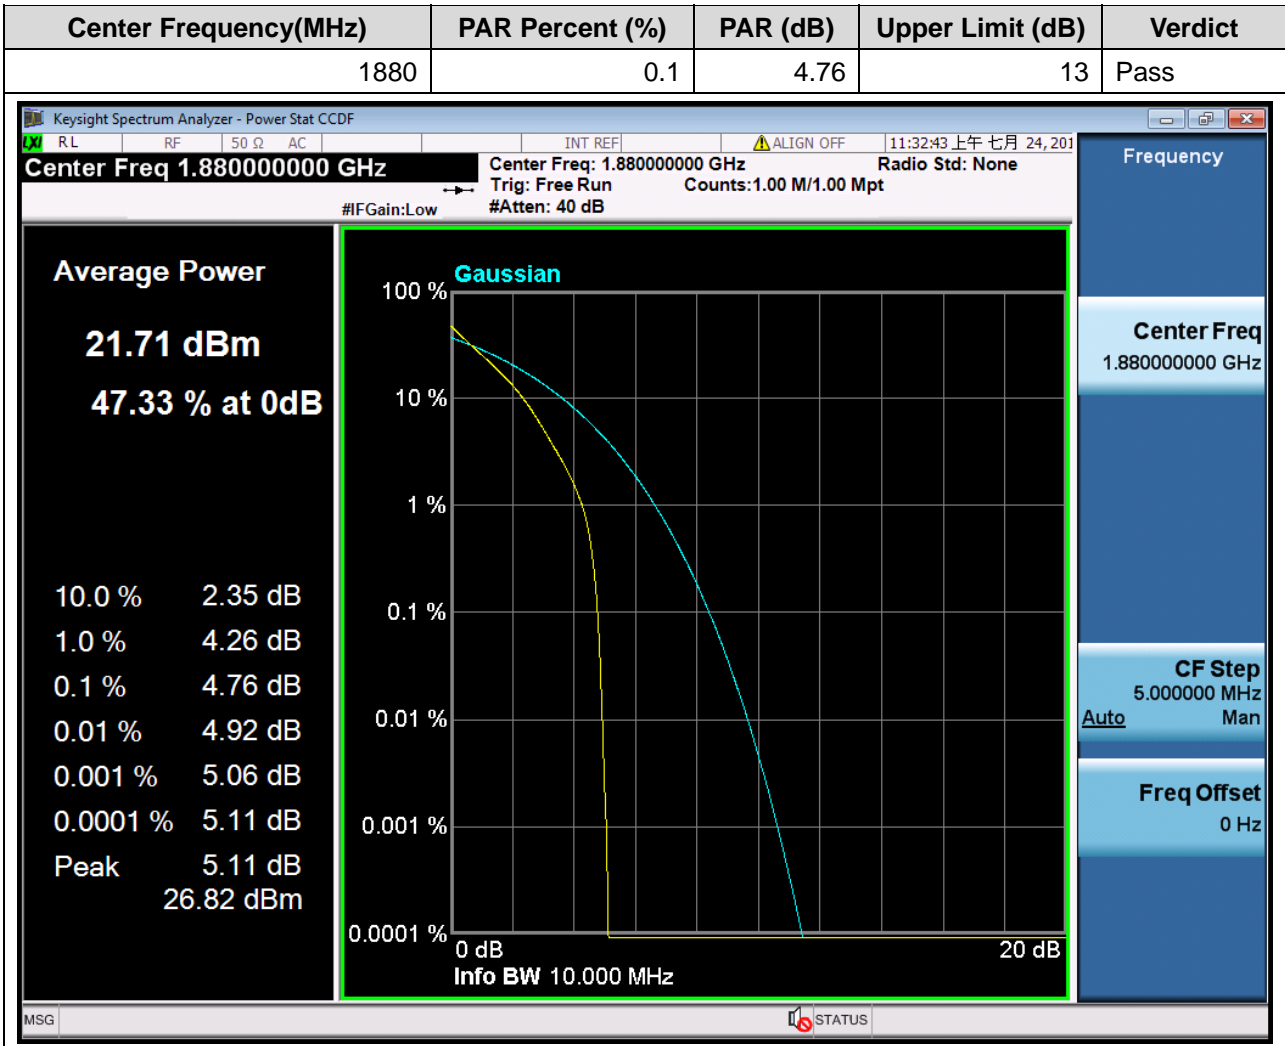 Center Frequency(MHz) PAR Percent (%) PAR (dB) Upper Limit (dB) Verdict
1880 0.1 4.76 13 Pass
Keysight Spectrum Analyzer - Power Stat CCDF
LXI RL RF 50 Ω AC INT REF ALIGN OFF 11:32:43 上午 七月 24, 201
Center Freq 1.880000000 GHz
Center Freq: 1.880000000 GHz Radio Std: None
Trig: Free Run Counts:1.00 M/1.00 Mpt
#IFGain:Low #Atten: 40 dB
Average Power
21.71 dBm
47.33 % at 0dB
10.0 % 2.35 dB
1.0 % 4.26 dB
0.1 % 4.76 dB
0.01 % 4.92 dB
0.001 % 5.06 dB
0.0001 % 5.11 dB
Peak 5.11 dB
26.82 dBm
Gaussian
100 %
10 %
1 %
0.1 %
0.01 %
0.001 %
0.0001 %
0 dB 20 dB
Info BW 10.000 MHz
Frequency
Center Freq
1.880000000 GHz
CF Step
5.000000 MHz
Auto Man
Freq Offset
0 Hz
MSG STATUS